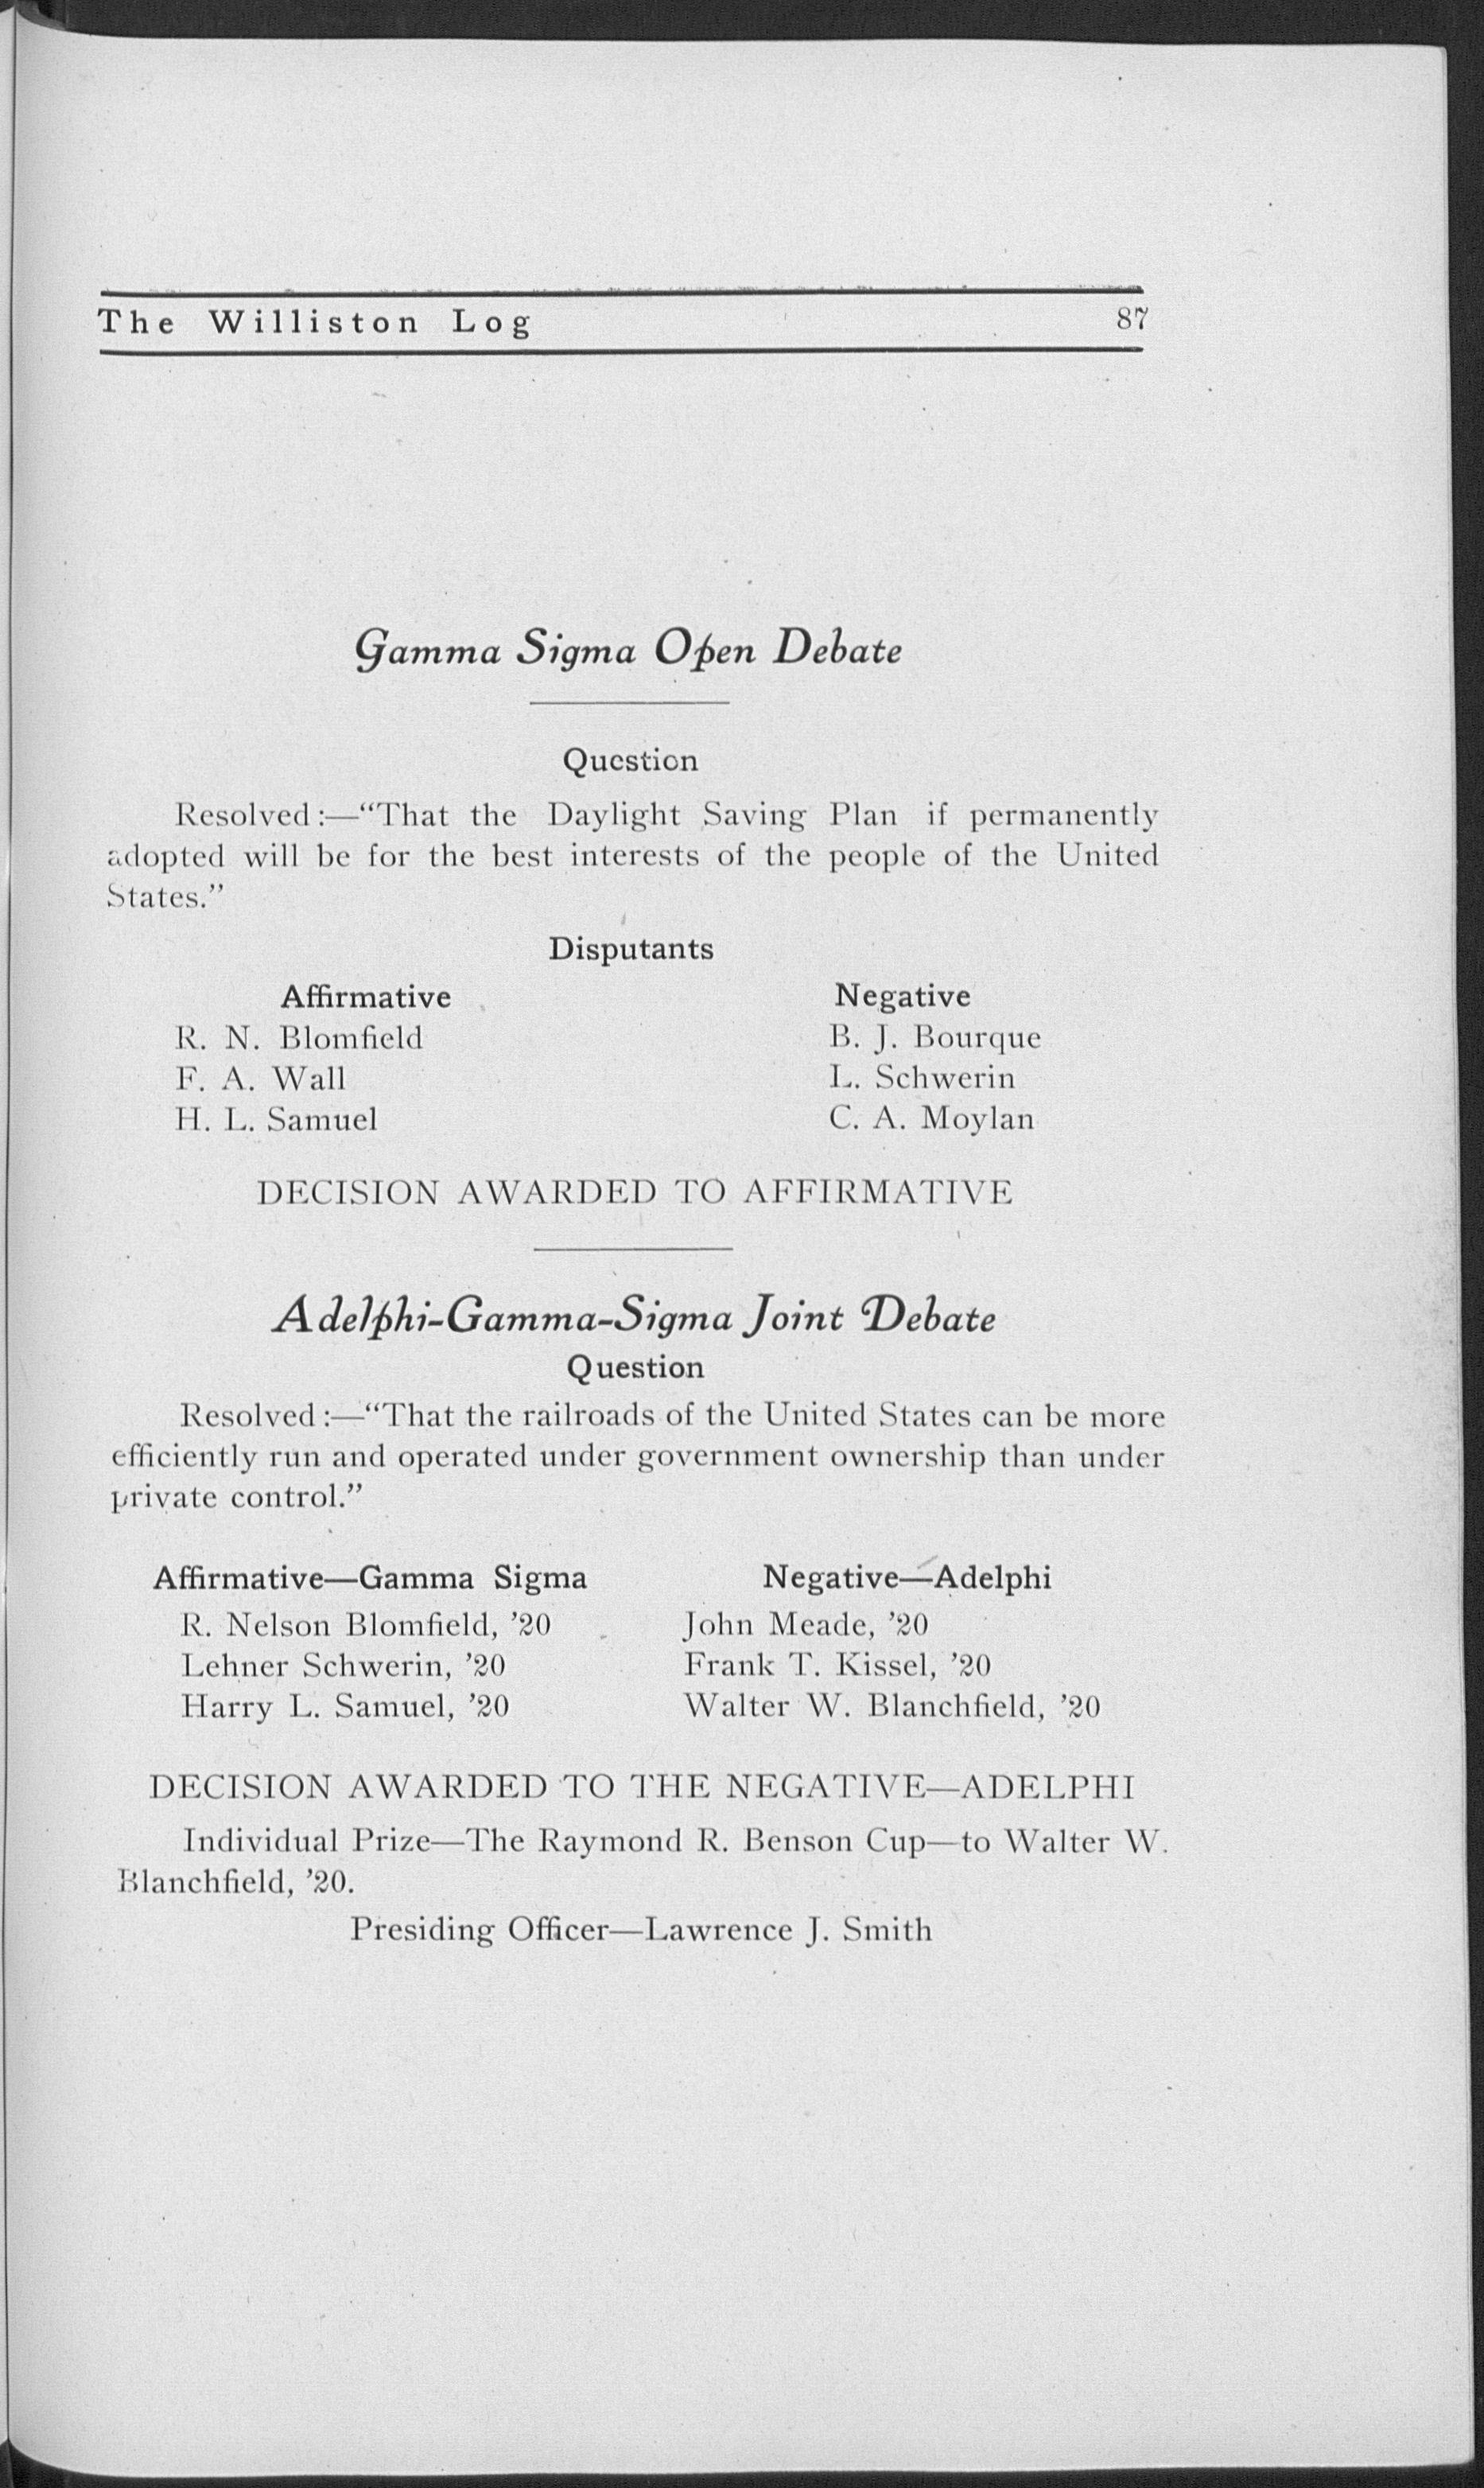 The Williston Log 87
Gamma Sigma Open Debate
Question
Resolved:—“That the Daylight Saving Plan if permanently
adopted will be for the best interests of the people of the United
States.”
Disputants
Affirmative Negative
R. N. Blomfield B. J. Bourque
F. A. Wall L. Schwerin
H. L. Samuel C. A. Moylan
DECISION AWARDED TO AFFIRMATIVE
Adelphi-Gamma-Sigma Joint Debate
Question
Resolved:—“That the railroads of the United States can be more
efficiently run and operated under government ownership than under
private control.”
Affirmative—Gamma Sigma Negative—Adelphi
R. Nelson Blomfield, ’20 John Meade, ’20
Lehner Schwerin, ’20 Frank T. Kissel, ’20
Harry L. Samuel, ’20 Walter W. Blanchfield, ’20
DECISION AWARDED TO THE NEGATIVE—ADELPHI
Individual Prize—The Raymond R. Benson Cup—to Walter W.
Blanchfield, ’20.
Presiding Officer—Lawrence J. Smith